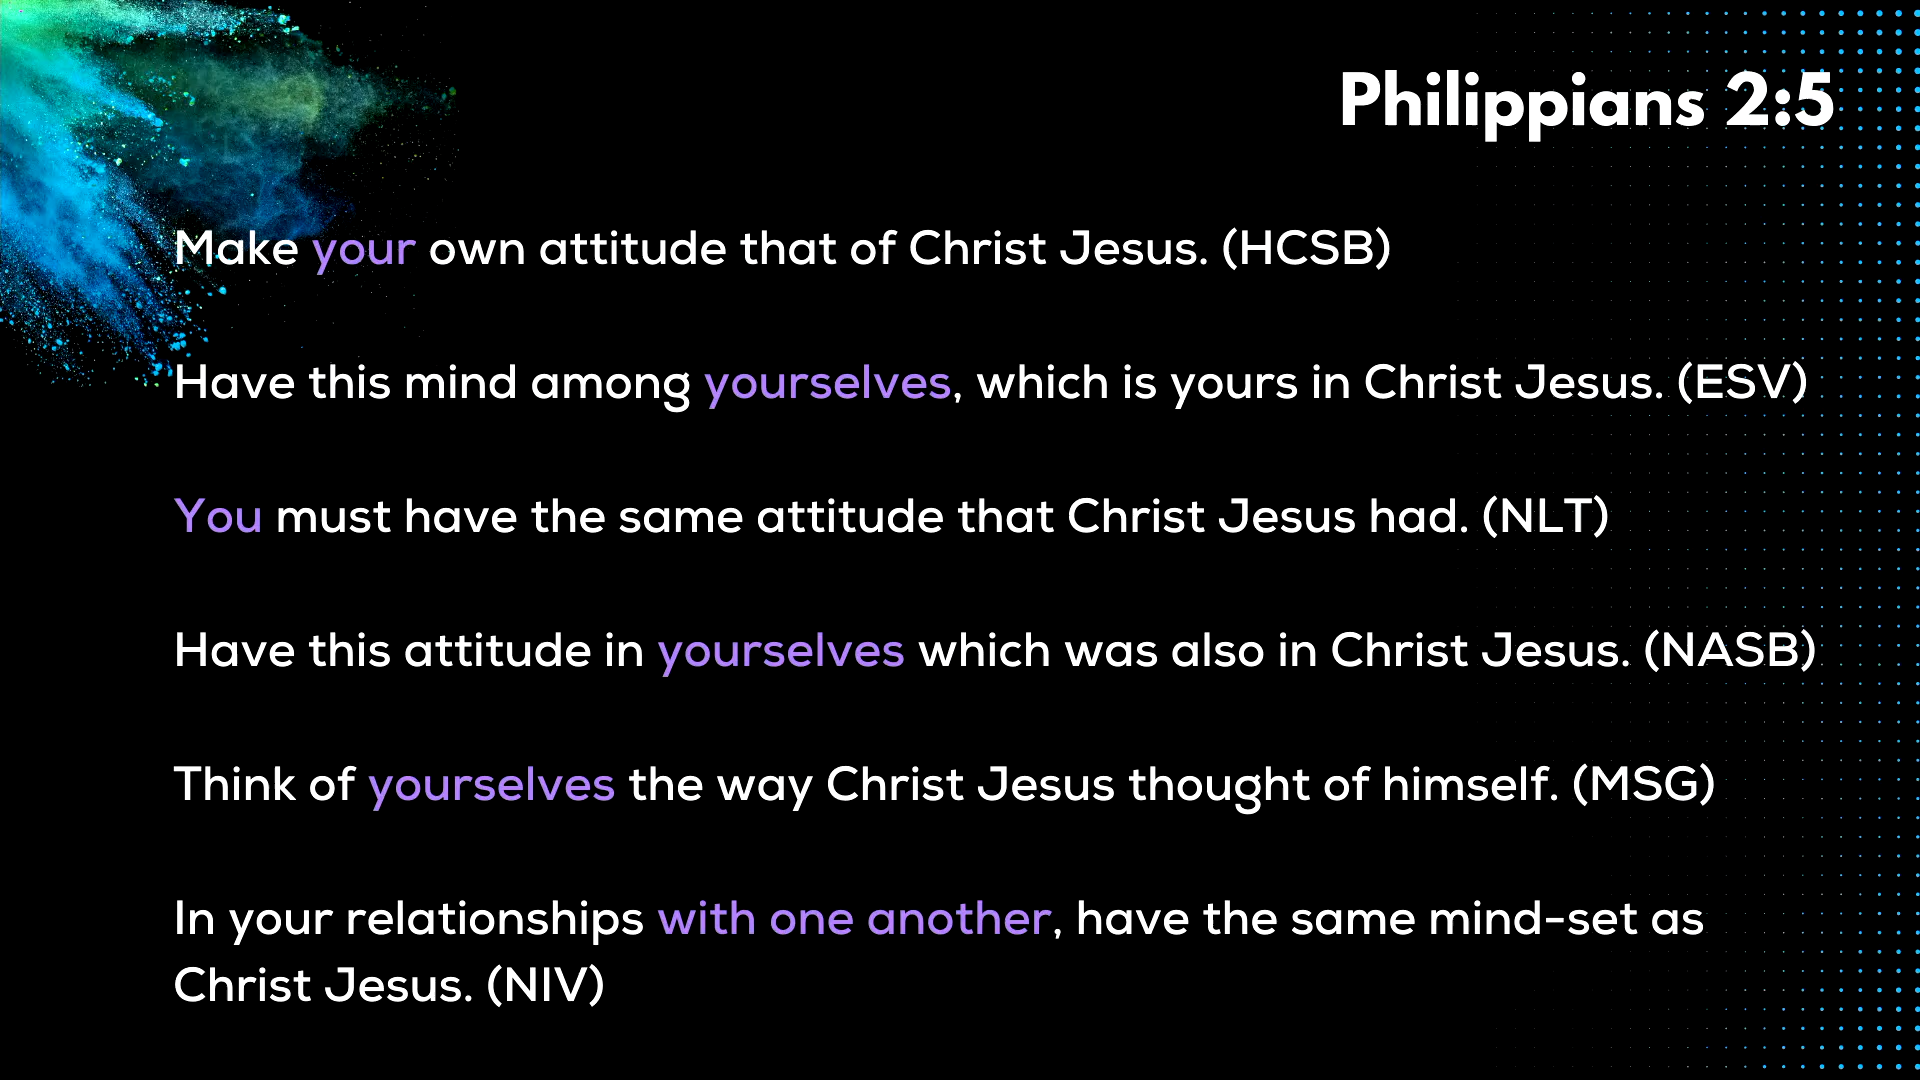 Philippians 2:5
Make your own attitude that of Christ Jesus. (HCSB)
Have this mind among yourselves, which is yours in Christ Jesus. (ESV)
You must have the same attitude that Christ Jesus had. (NLT)
Have this attitude in yourselves which was also in Christ Jesus. (NASB)
Think of yourselves the way Christ Jesus thought of himself. (MSG)
In your relationships with one another, have the same mind-set as
Christ Jesus. (NIV)